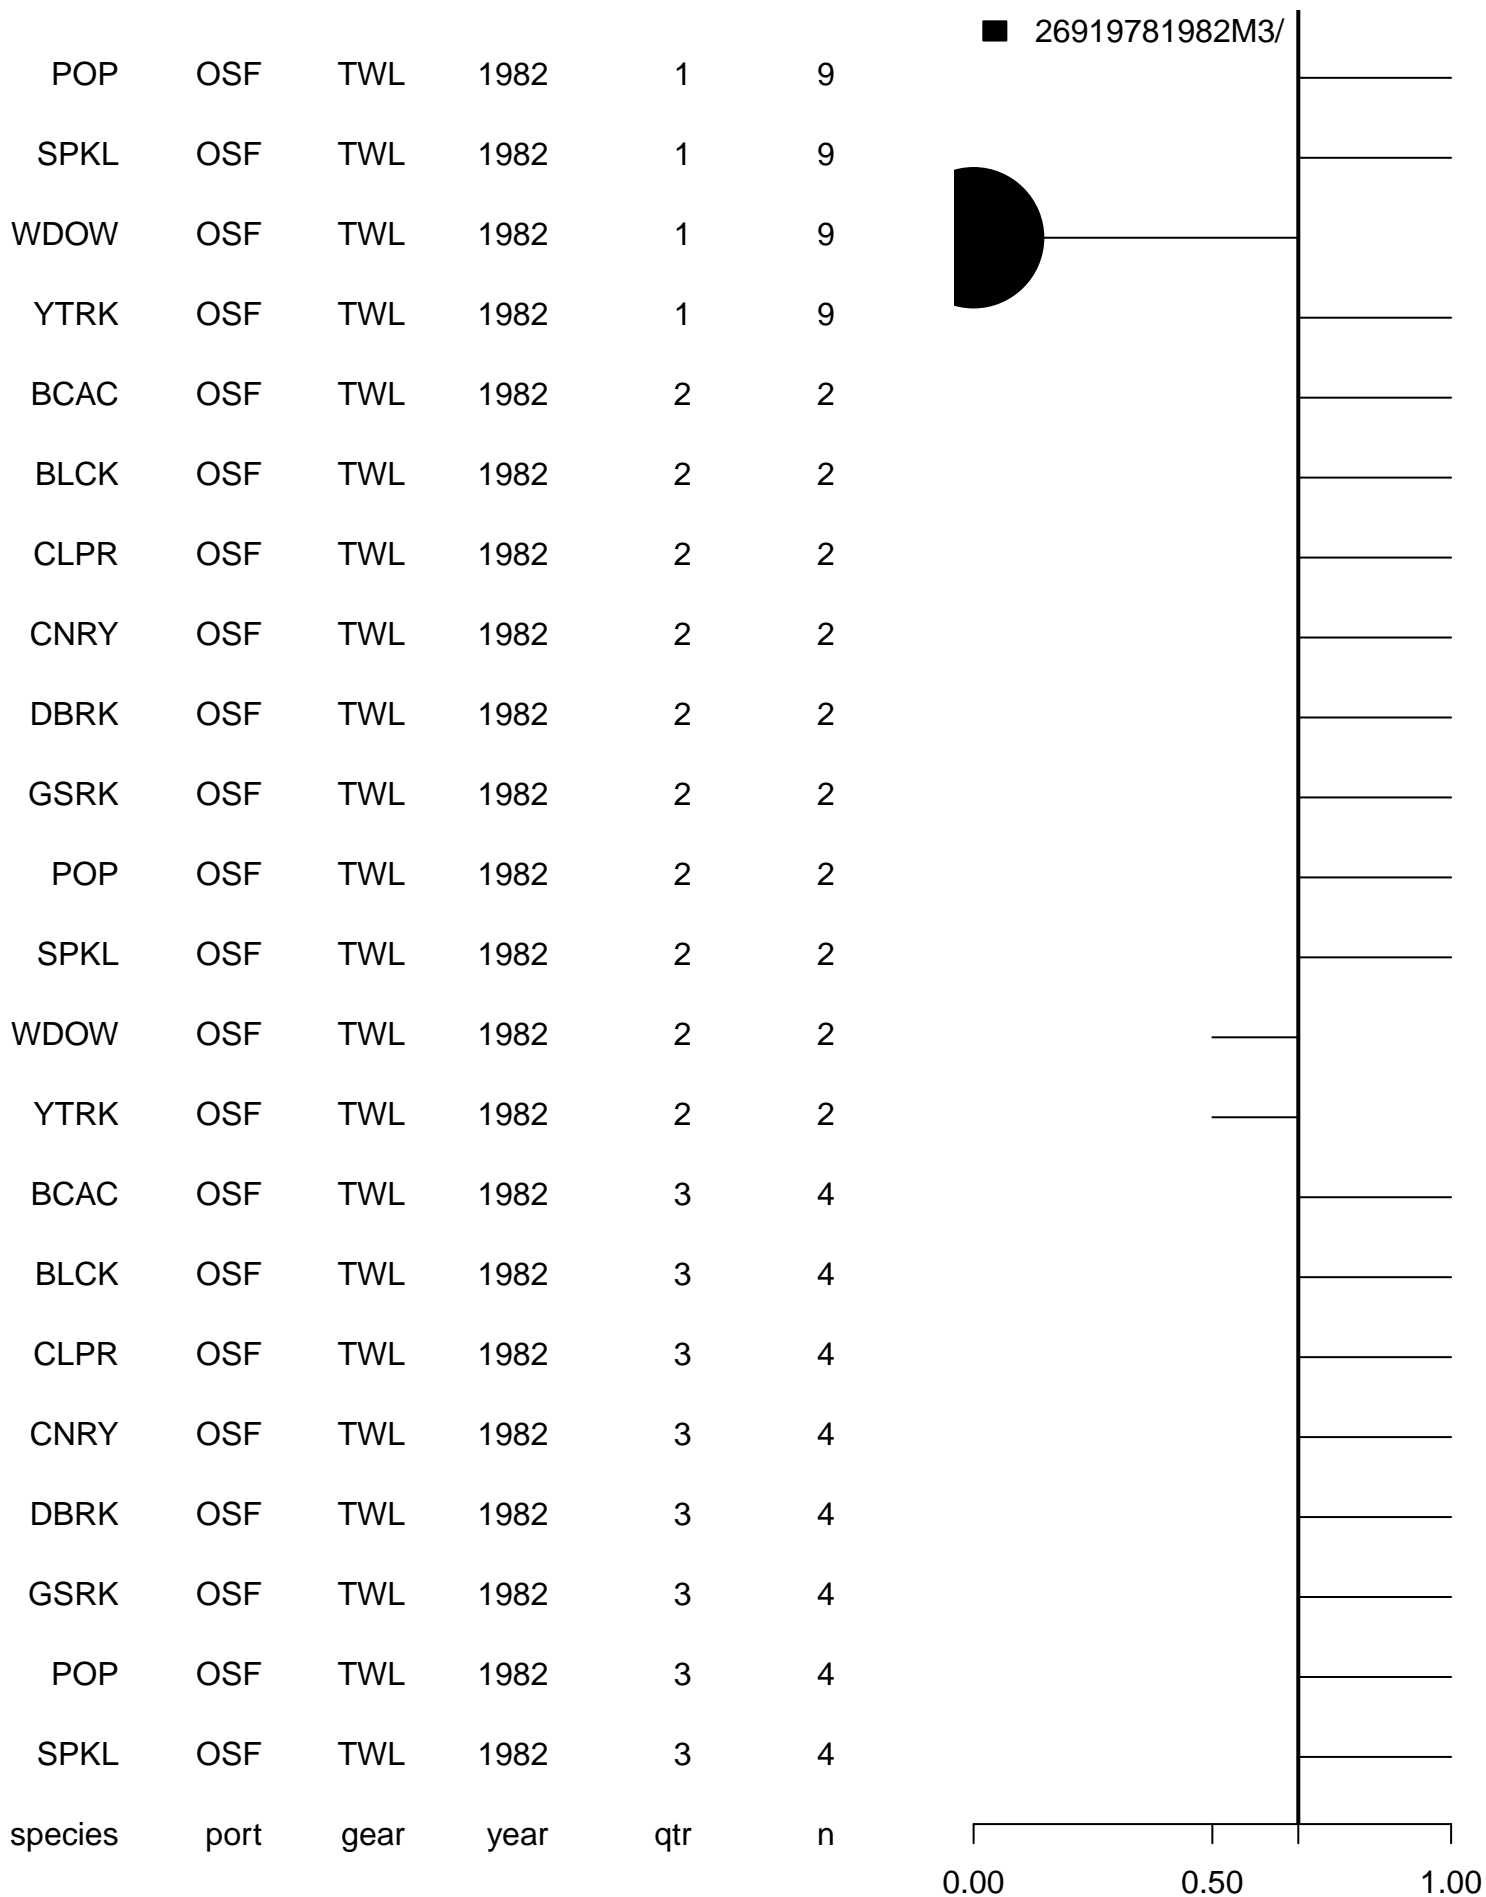 26919781982M3/
POP OSF TWL 1982 1 9
SPKL OSF TWL 1982 1 9
WDOW OSF TWL 1982 1 9
YTRK OSF TWL 1982 1 9
BCAC OSF TWL 1982 2 2
BLCK OSF TWL 1982 2 2
CLPR OSF TWL 1982 2 2
CNRY OSF TWL 1982 2 2
DBRK OSF TWL 1982 2 2
GSRK OSF TWL 1982 2 2
POP OSF TWL 1982 2 2
SPKL OSF TWL 1982 2 2
WDOW OSF TWL 1982 2 2
YTRK OSF TWL 1982 2 2
BCAC OSF TWL 1982 3 4
BLCK OSF TWL 1982 3 4
CLPR OSF TWL 1982 3 4
CNRY OSF TWL 1982 3 4
DBRK OSF TWL 1982 3 4
GSRK OSF TWL 1982 3 4
POP OSF TWL 1982 3 4
SPKL OSF TWL 1982 3 4
species port gear year qtr n
0.00 0.50 1.00